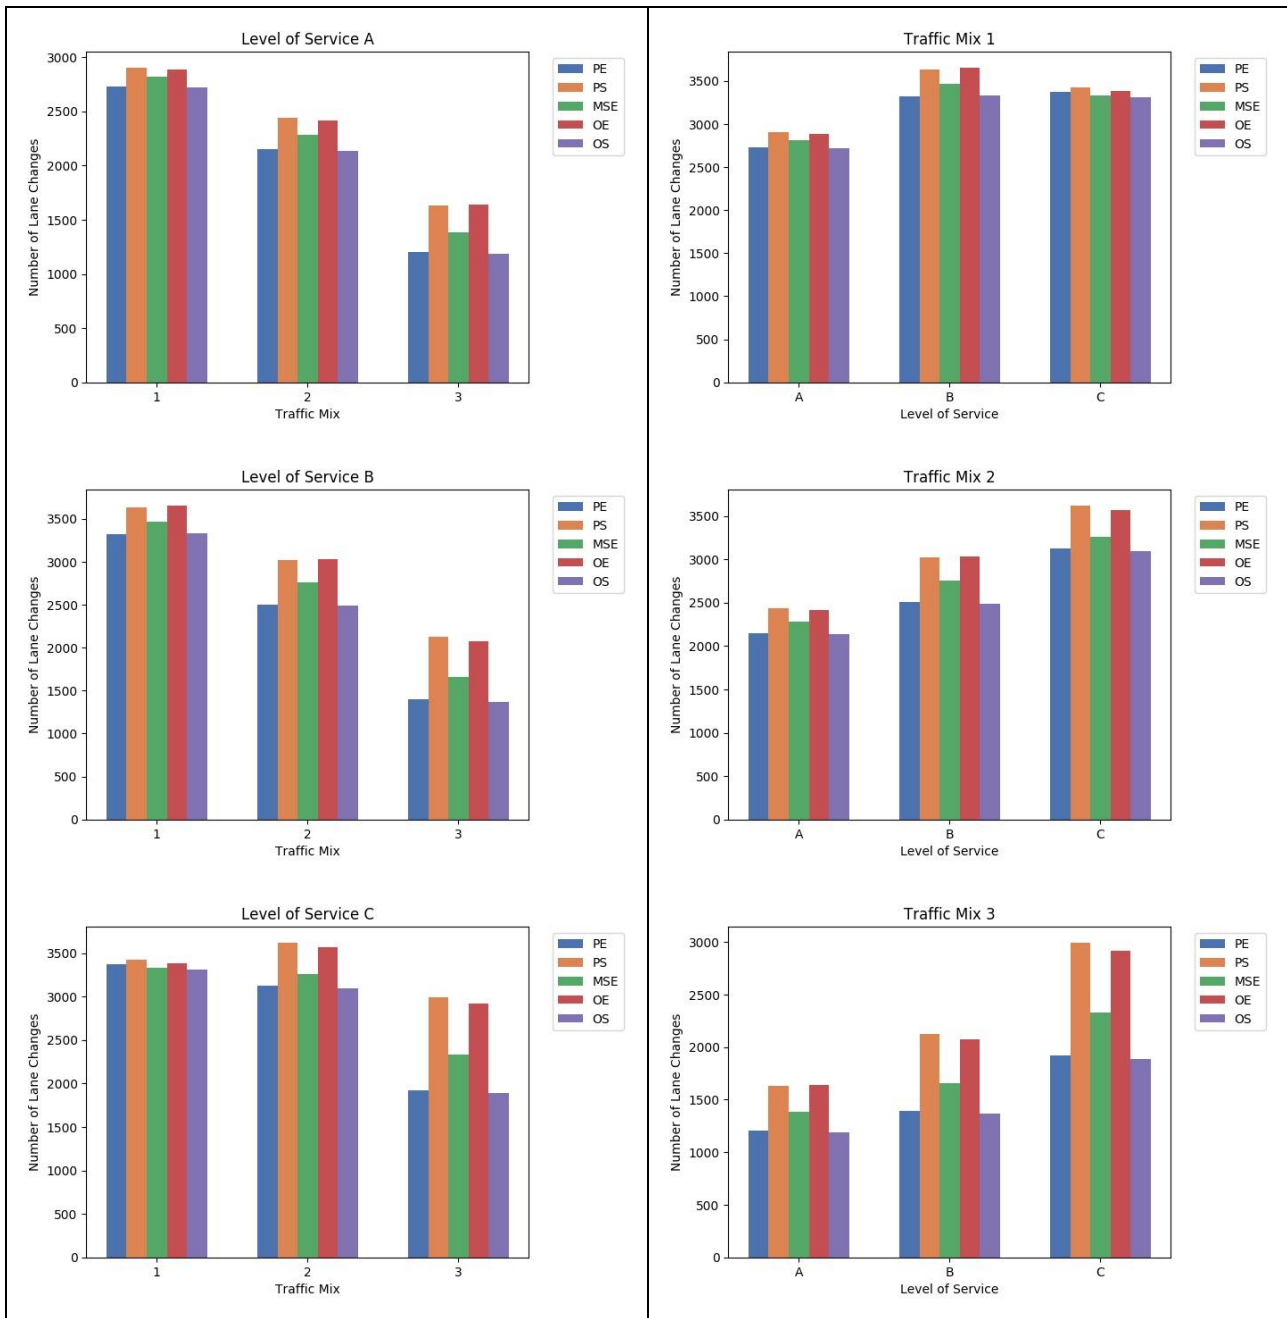 Level of Service A
Number of Lane Changes
3000
2500
2000
1500
1000
500
0
1 2 3
Traffic Mix
PE
PS
MSE
OE
OS
Traffic Mix 1
Number of Lane Changes
3500
3000
2500
2000
1500
1000
500
0
A B C
Level of Service
PE
PS
MSE
OE
OS
Level of Service B
Number of Lane Changes
3500
3000
2500
2000
1500
1000
500
0
1 2 3
Traffic Mix
PE
PS
MSE
OE
OS
Traffic Mix 2
Number of Lane Changes
3500
3000
2500
2000
1500
1000
500
0
A B C
Level of Service
PE
PS
MSE
OE
OS
Level of Service C
Number of Lane Changes
3500
3000
2500
2000
1500
1000
500
0
1 2 3
Traffic Mix
PE
PS
MSE
OE
OS
Traffic Mix 3
Number of Lane Changes
3000
2500
2000
1500
1000
500
0
A B C
Level of Service
PE
PS
MSE
OE
OS